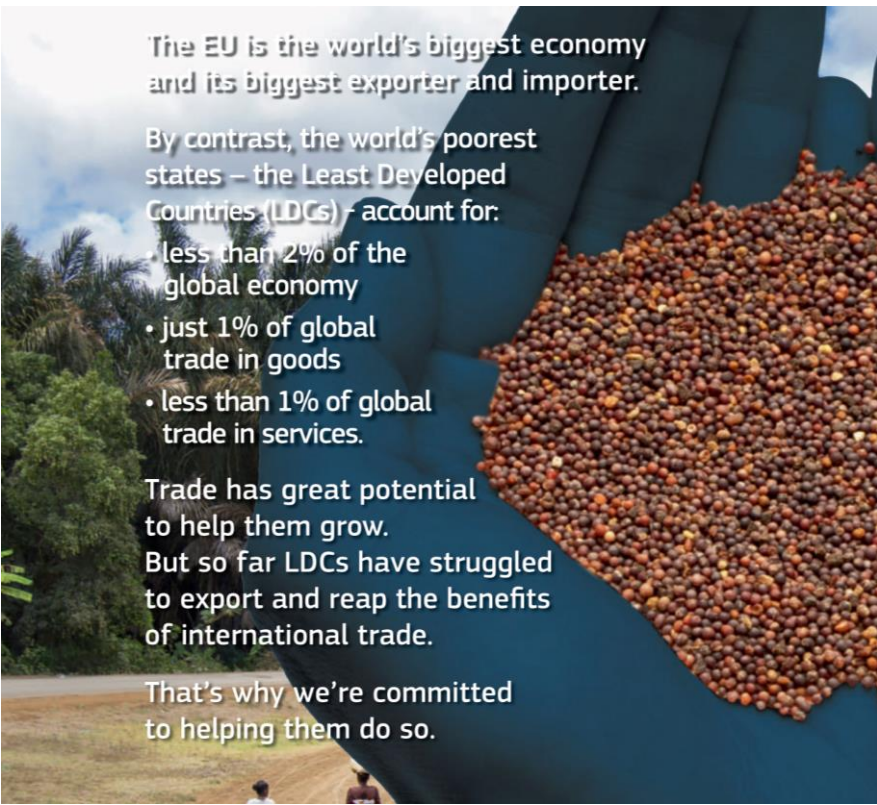 The EU is the world's biggest economy
and its biggest exporter and importer.
By contrast, the world's poorest
states – the Least Developed
Countries (LDCs) - account for:
• less than 2% of the
global economy
• just 1% of global
trade in goods
• less than 1% of global
trade in services.
Trade has great potential
to help them grow.
But so far LDCs have struggled
to export and reap the benefits
of international trade.
That's why we're committed
to helping them do so.